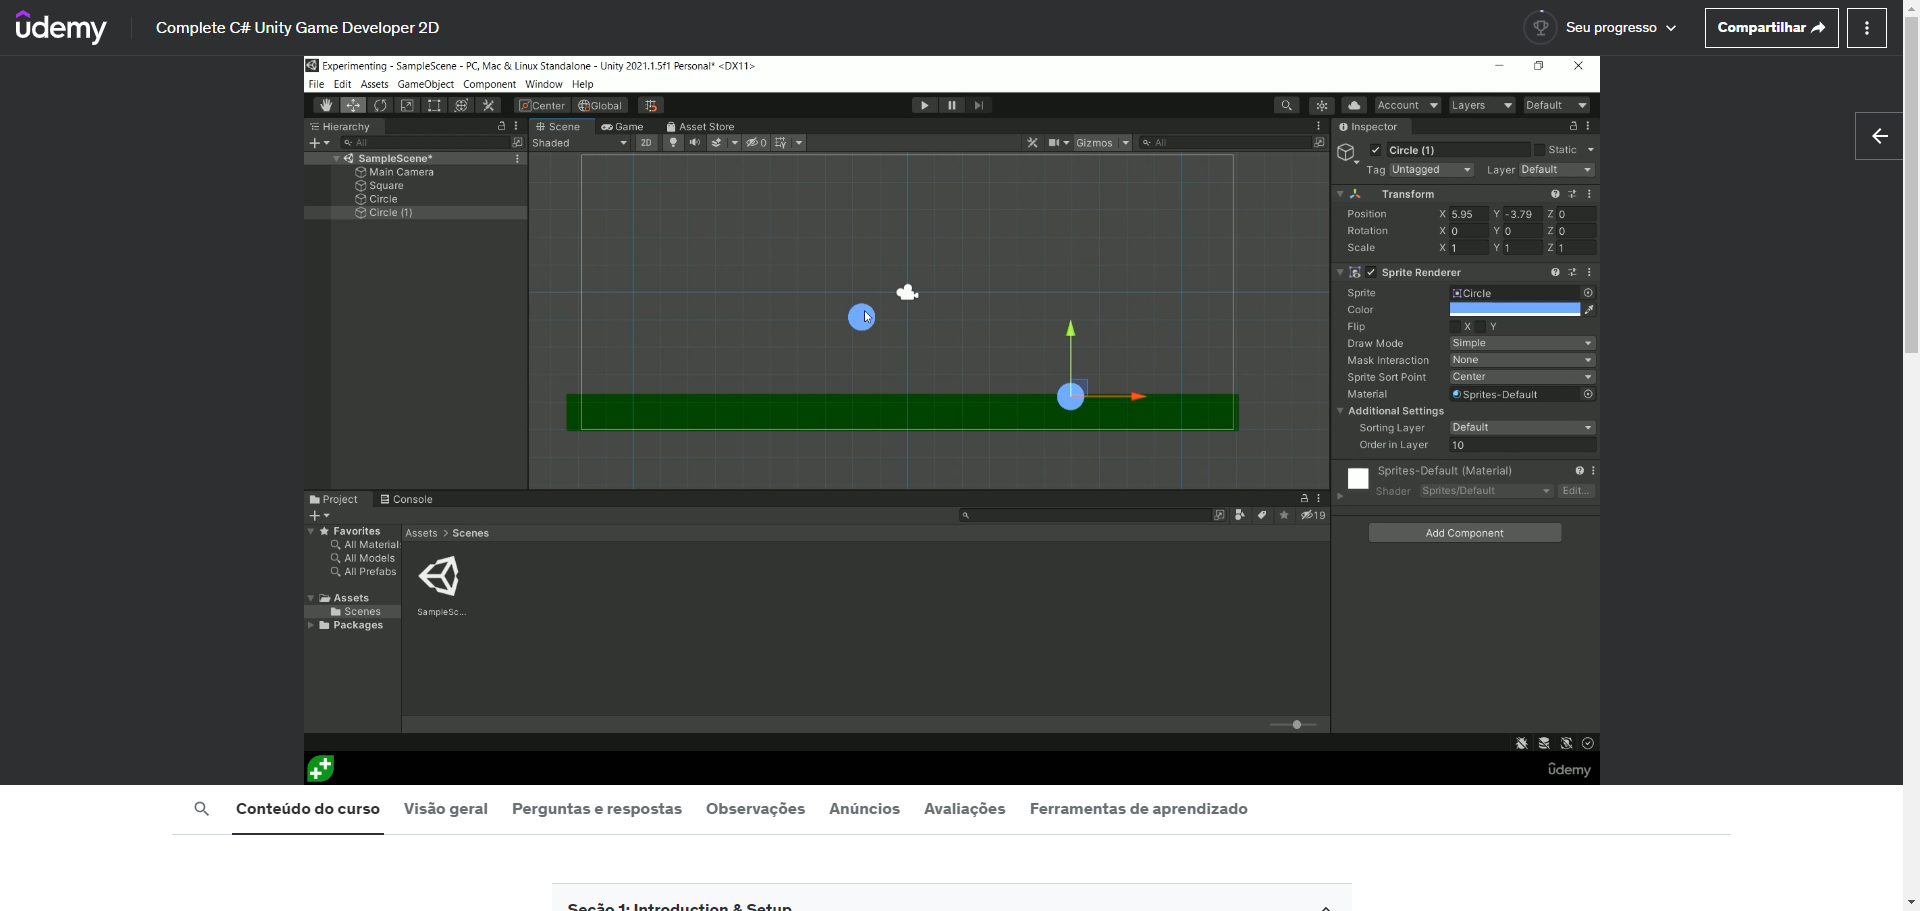 ûdemy
Complete C# Unity Game Developer 2D
Seu progresso
Compartilhar
Experimenting - SampleScene - PC, Mac & Linux Standalone - Unity 2021.1.5f1 Personal* <DX11>
File Edit Assets GameObject Component Window Help
Center Global
Account Layers Default
Hierarchy
All
SampleScene*
Main Camera
Square
Circle
Circle (1)
Scene Game Asset Store
Shaded 2D 0 Gizmos All
Inspector
Circle (1) Static
Tag Untagged Layer Default
Transform
Position X 5.95 Y -3.79 Z 0
Rotation X 0 Y 0 Z 0
Scale X 1 Y 1 Z 1
Sprite Renderer
Sprite Circle
Color
Flip X Y
Draw Mode Simple
Mask Interaction None
Sprite Sort Point Center
Material Sprites-Default
Additional Settings
Sorting Layer Default
Order in Layer 10
Sprites-Default (Material)
Shader Sprites/Default Edit...
Add Component
Project Console
19
Favorites
All Material
All Models
All Prefabs
Assets
Scenes
Packages
Assets > Scenes
SampleSc...
ûdemy
Conteúdo do curso Visão geral Perguntas e respostas Observações Anúncios Avaliações Ferramentas de aprendizado
Seção 1: Introduction & Setup